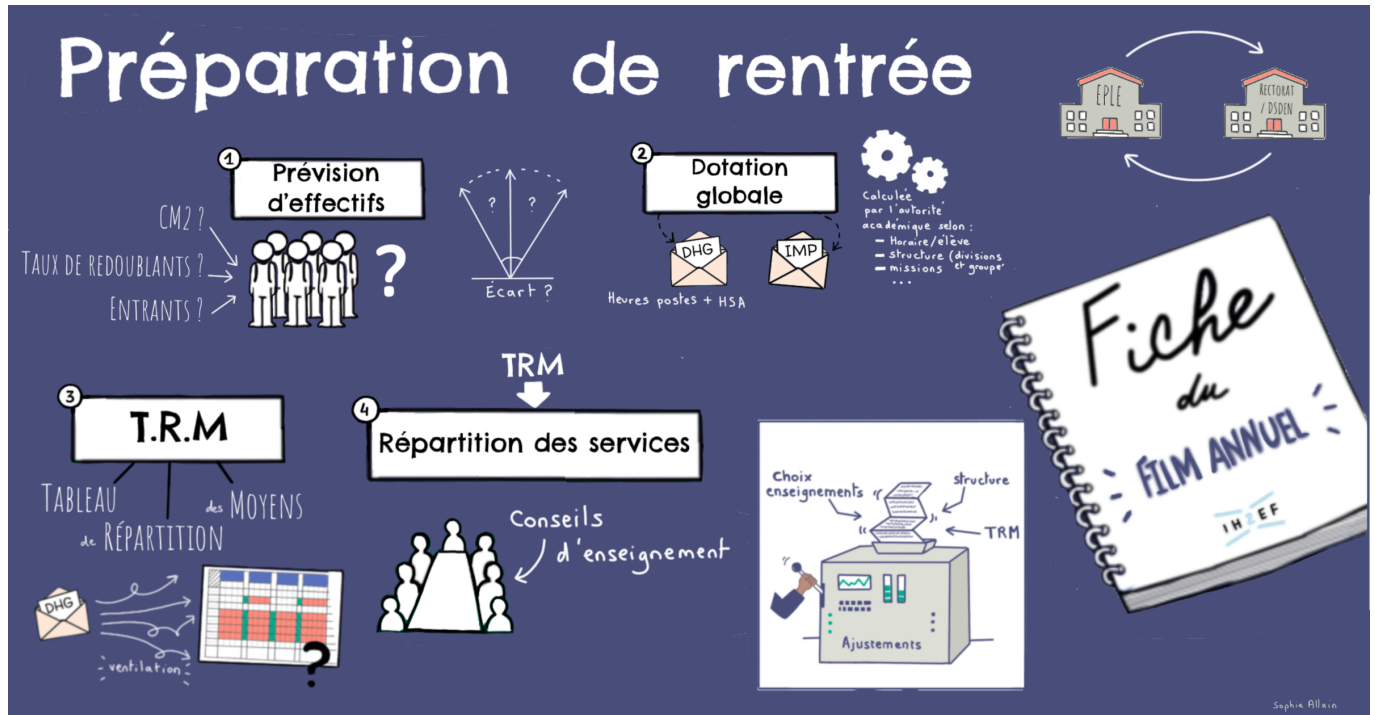 Préparation de rentrée
EPLE
RECTORAT
/ DSDEN
1
Prévision
d'effectifs
CM2 ?
TAUX DE REDOUBLANTS ?
ENTRANTS ?
?
? ?
Écart ?
2
Dotation
globale
DHG
IMP
Heures postes + HSA
Calculée
par l'autorité
académique selon :
– Horaire/élève
– structure (divisions
et groupe
– missions
...
3
T.R.M
TABLEAU
de RÉPARTITION
des MOYENS
DHG
ventilation
?
TRM
4
Répartition des services
Conseils
d'enseignement
Choix
enseignements
structure
TRM
Ajustements
Fiche
du
FILM ANNUEL
IH2EF
Sophie Allain